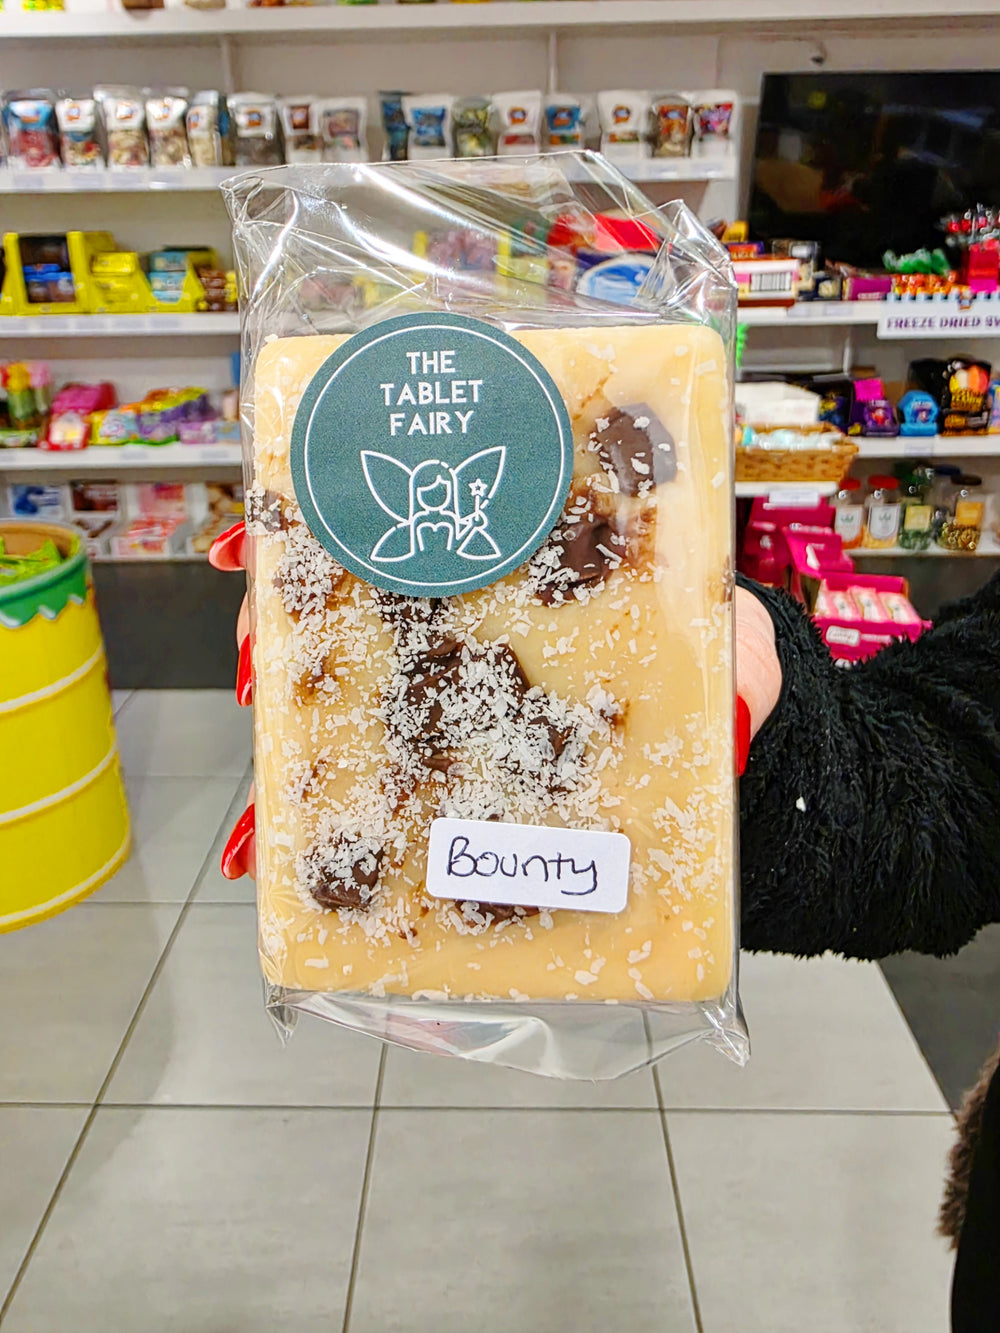 THE
TABLET
FAIRY
Bounty
FREEZE DRIED